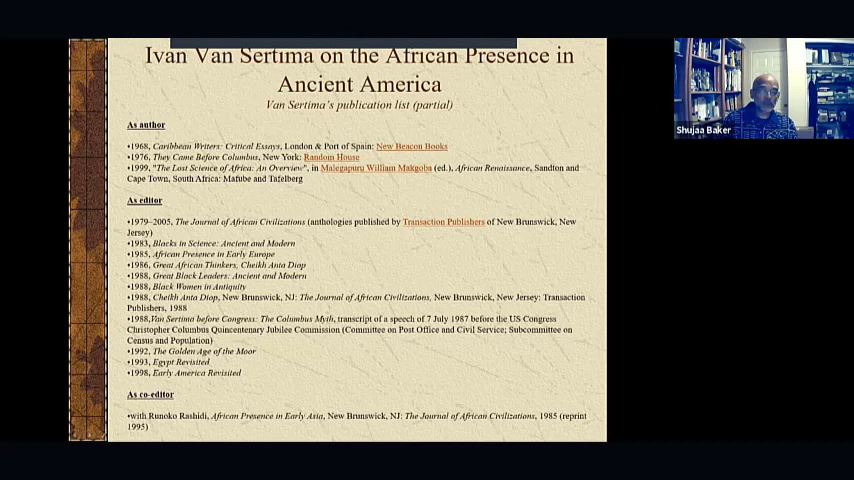 Ivan Van Sertima on the African Presence in
Ancient America
Van Sertima's publication list (partial)
As author
•1968, Caribbean Writers: Critical Essays, London & Port of Spain: New Beacon Books
•1976, They Came Before Columbus, New York: Random House
•1999, "The Lost Science of Africa: An Overview", in Malegapuru William Makgoba (ed.), African Renaissance, Sandton and
Cape Town, South Africa: Mafube and Tafelberg
As editor
•1979–2005, The Journal of African Civilizations (anthologies published by Transaction Publishers of New Brunswick, New
Jersey)
•1983, Blacks in Science: Ancient and Modern
•1985, African Presence in Early Europe
•1986, Great African Thinkers, Cheikh Anta Diop
•1988, Great Black Leaders: Ancient and Modern
•1988, Black Women in Antiquity
•1988, Cheikh Anta Diop, New Brunswick, NJ: The Journal of African Civilizations, New Brunswick, New Jersey: Transaction
Publishers, 1988
•1988,Van Sertima before Congress: The Columbus Myth, transcript of a speech of 7 July 1987 before the US Congress
Christopher Columbus Quincentenary Jubilee Commission (Committee on Post Office and Civil Service; Subcommittee on
Census and Population)
•1992, The Golden Age of the Moor
•1993, Egypt Revisited
•1998, Early America Revisited
As co-editor
•with Runoko Rashidi, African Presence in Early Asia, New Brunswick, NJ: The Journal of African Civilizations, 1985 (reprint
1995)
Shujaa Baker